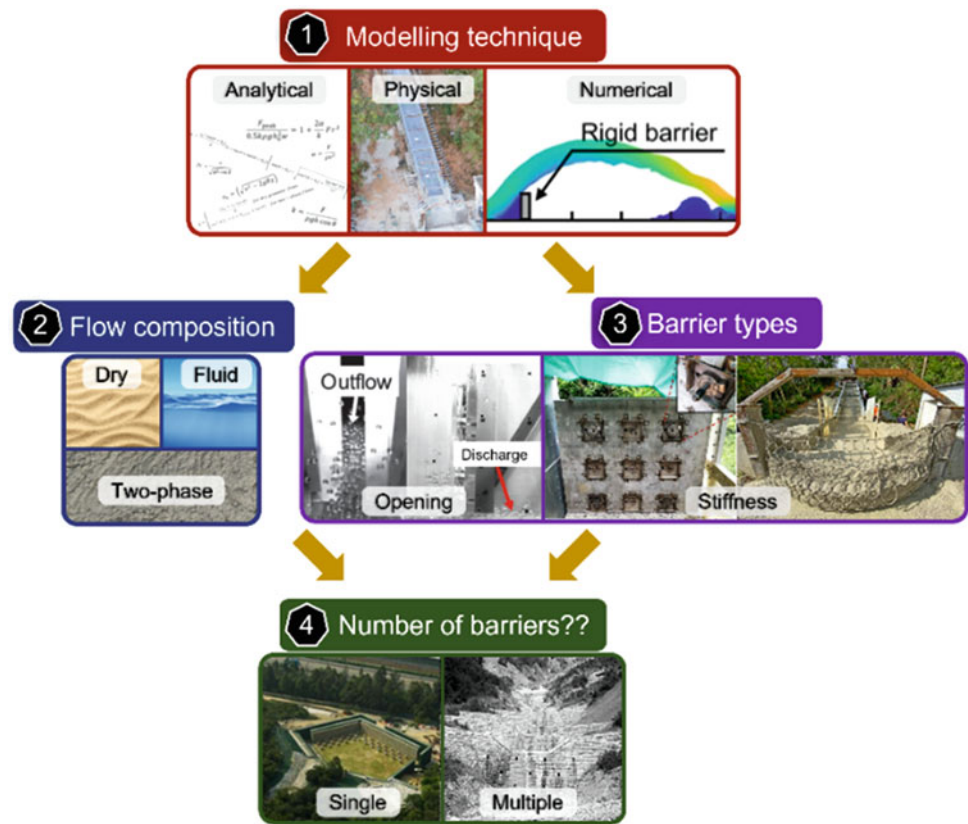 1 Modelling technique
Analytical
Physical
Numerical
Rigid barrier
2 Flow composition
Dry
Fluid
Two-phase
3 Barrier types
Outflow
Discharge
Opening
Stiffness
4 Number of barriers??
Single
Multiple